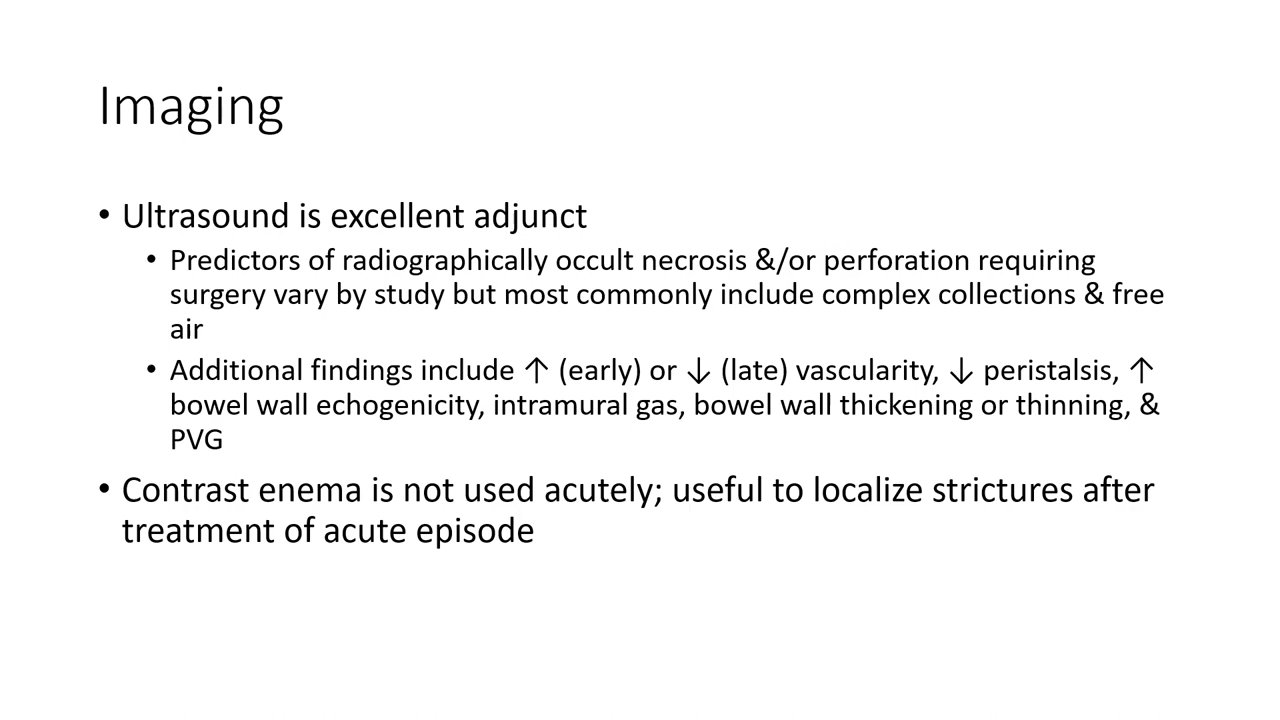 Imaging
• Ultrasound is excellent adjunct
• Predictors of radiographically occult necrosis &/or perforation requiring
surgery vary by study but most commonly include complex collections & free
air
• Additional findings include ↑ (early) or ↓ (late) vascularity, ↓ peristalsis, ↑
bowel wall echogenicity, intramural gas, bowel wall thickening or thinning, &
PVG
• Contrast enema is not used acutely; useful to localize strictures after
treatment of acute episode